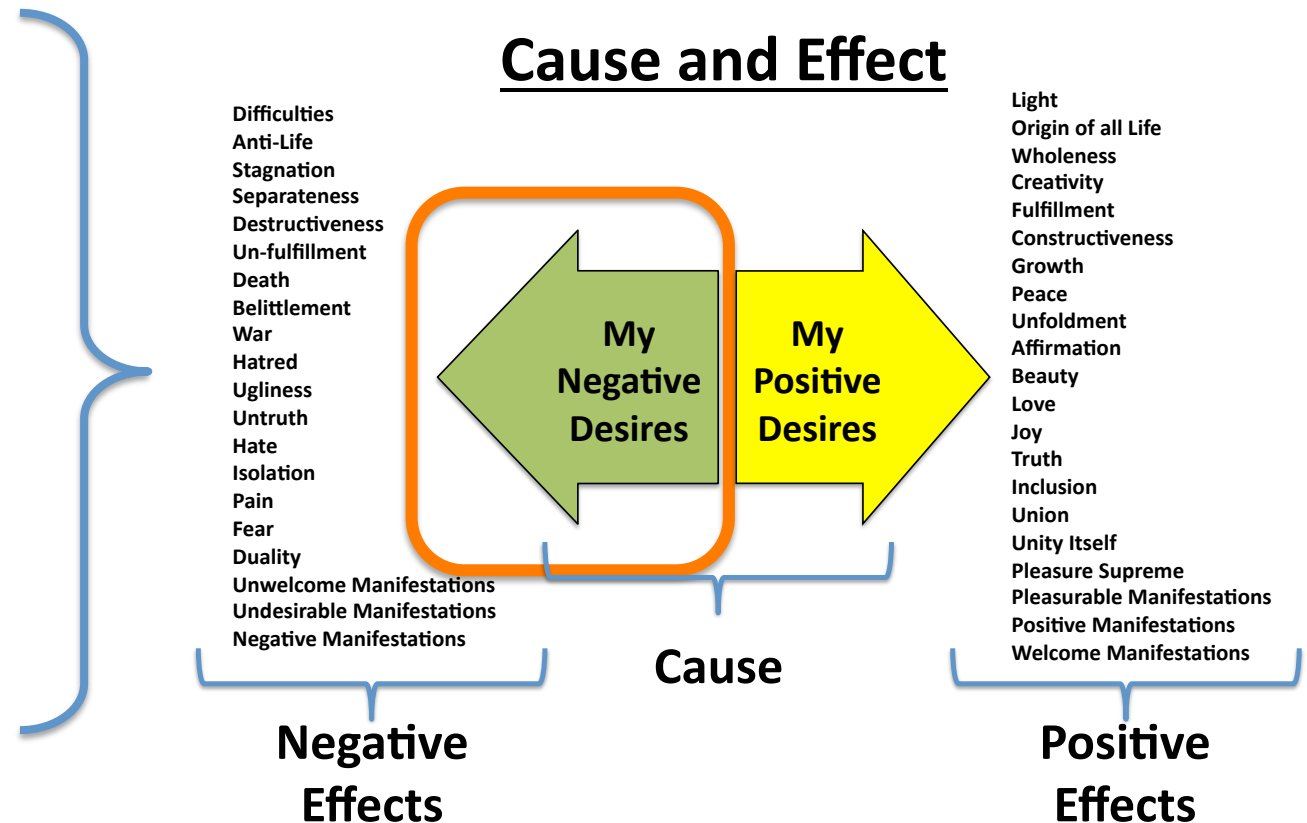 Cause and Effect
Difficulties
Anti-Life
Stagnation
Separateness
Destructiveness
Un-fulfillment
Death
Belittlement
War
Hatred
Ugliness
Untruth
Hate
Isolation
Pain
Fear
Duality
Unwelcome Manifestations
Undesirable Manifestations
Negative Manifestations
Negative
Effects
My
Negative
Desires
My
Positive
Desires
Cause
Light
Origin of all Life
Wholeness
Creativity
Fulfillment
Constructiveness
Growth
Peace
Unfoldment
Affirmation
Beauty
Love
Joy
Truth
Inclusion
Union
Unity Itself
Pleasure Supreme
Pleasurable Manifestations
Positive Manifestations
Welcome Manifestations
Positive
Effects